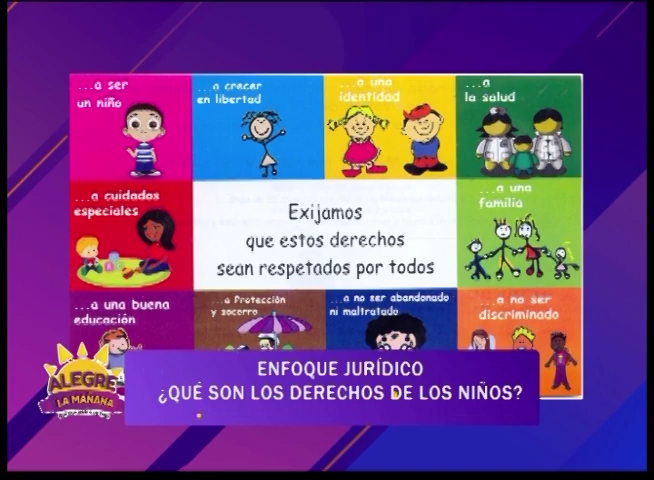 ...a ser
un niño
...a crecer
en libertad
...a una
identidad
...a
la salud
...a cuidados
especiales
Exijamos
que estos derechos
sean respetados por todos
...a una
familia
...a una buena
educación
...a Protección
y socorro
...a no ser abandonado
ni maltratado
...a no ser
discriminado
ALEGRE
LA MAÑANA
ENFOQUE JURÍDICO
¿QUÉ SON LOS DERECHOS DE LOS NIÑOS?